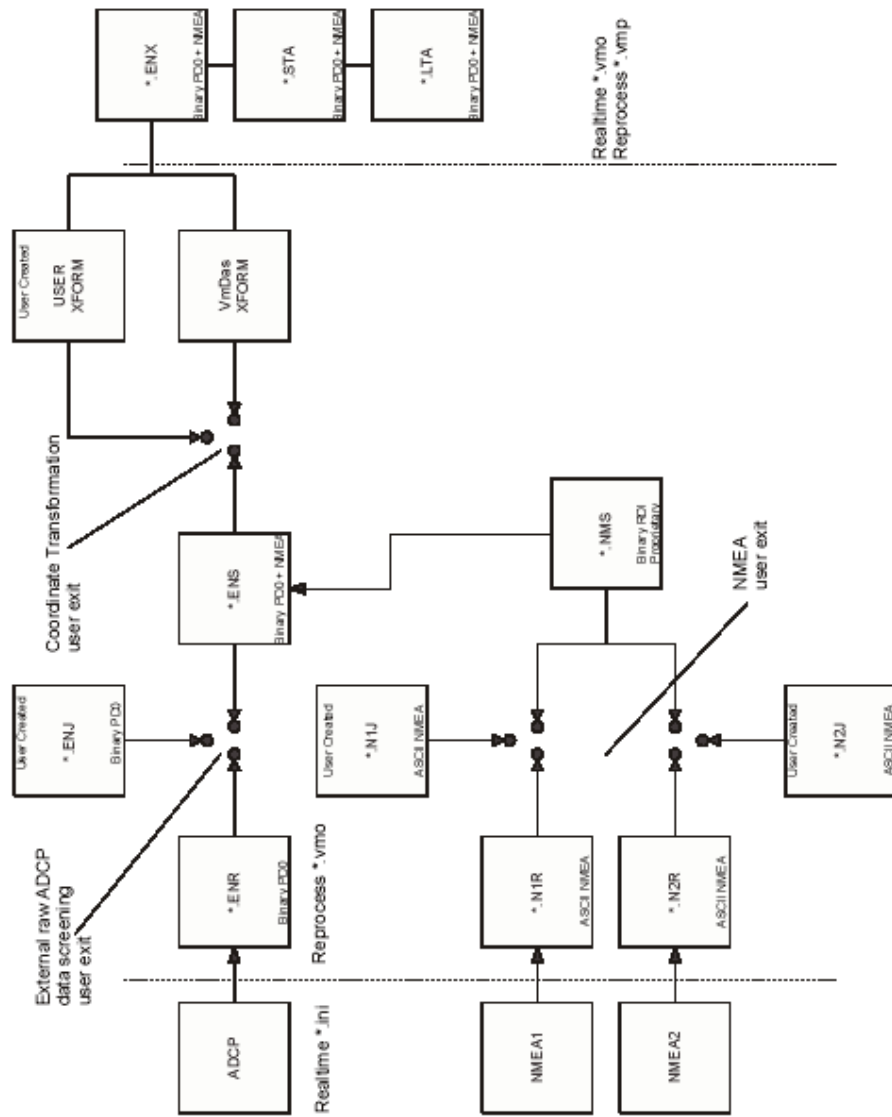 ADCP
Realtime *.ini
NMEA1
NMEA2
External raw ADCP
data screening
user exit
*.ENR
Binary PD0
Reprocess *.vmo
*.N1R
ASCII NMEA
*.N2R
ASCII NMEA
User Created
*.ENJ
Binary PD0
User Created
*.N1J
ASCII NMEA
User Created
*.N2J
ASCII NMEA
Coordinate Transformation
user exit
*.ENS
Binary PD0 + NMEA
*.NMS
Binary RDI
Propriatary
NMEA
user exit
User Created
USER
XFORM
VmDas
XFORM
*.ENX
Binary PD0 + NMEA
*.STA
Binary PD0 + NMEA
*.LTA
Binary PD0 + NMEA
Realtime *.vmo
Reprocess *.vmp